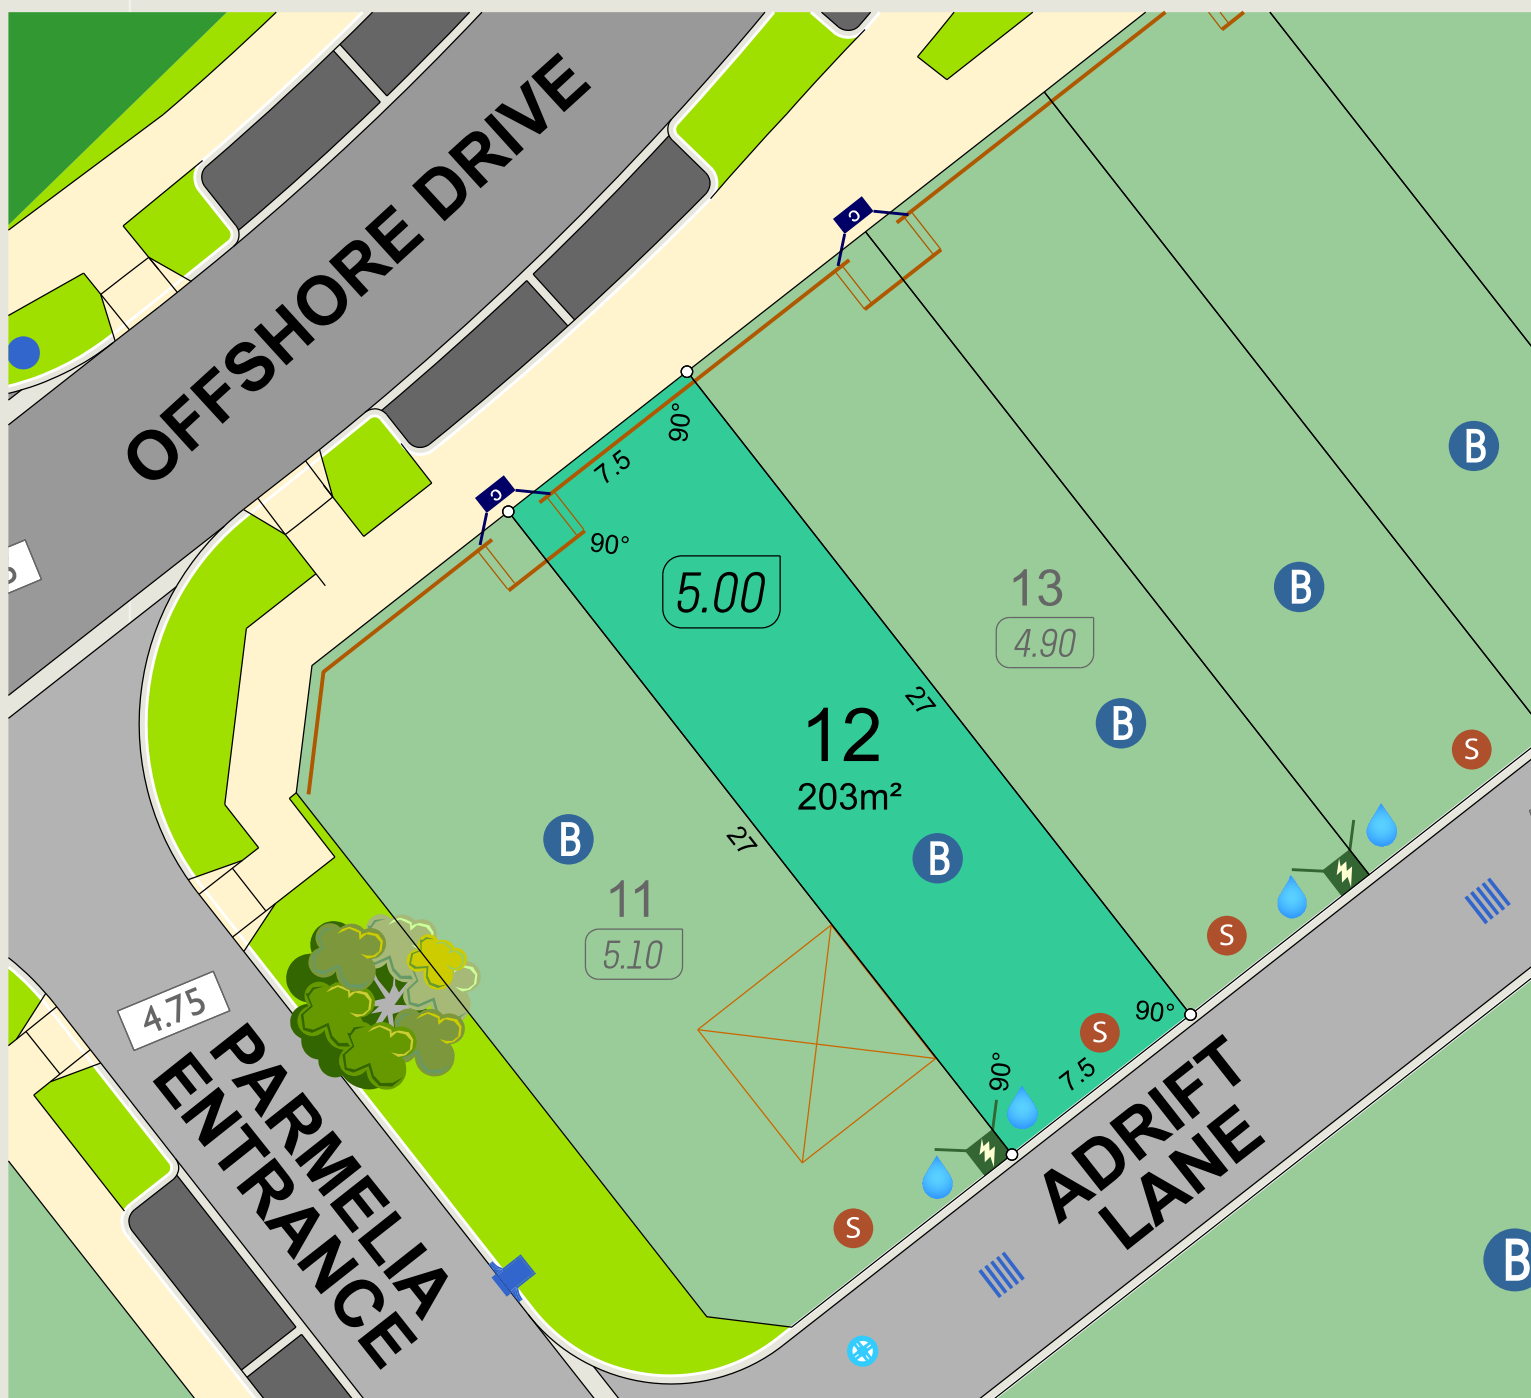 OFFSHORE DRIVE
C
C
90°
7.5
90°
5.00
13
4.90
B
B
B
27
12
203m²
27
B
B
11
5.10
S
S
S
S
90°
90°
7.5
4.75
PARMELIA
ENTRANCE
ADRIFT
LANE
B